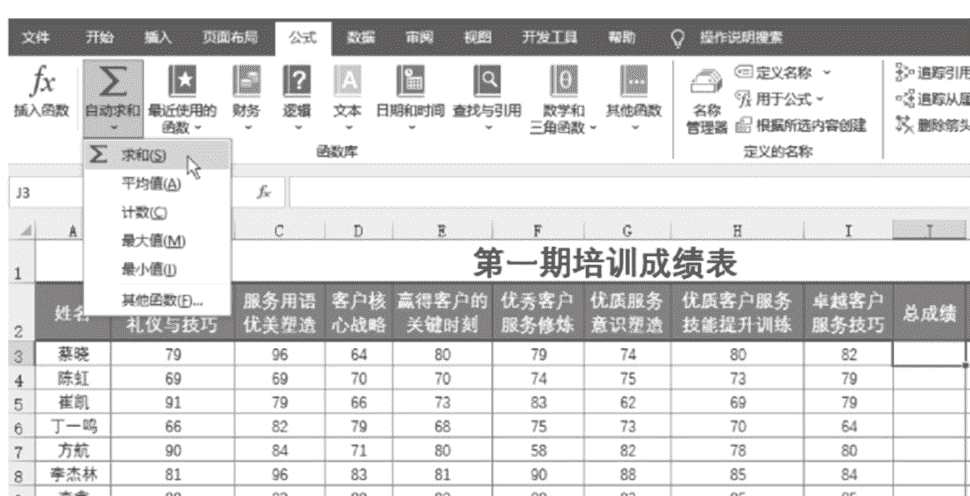 文件 开始 插入 页面布局 公式 数据 审阅 视图 开发工具 帮助 操作说明搜索
fx Σ ? A θ
插入函数 自动求和 最近使用的函数 财务 逻辑 文本 日期和时间 查找与引用 数学和三角函数 其他函数 名称管理器
定义名称 追踪引用
用于公式 追踪从属
根据所选内容创建 删除箭头
函数库 定义的名称
Σ 求和(S)
平均值(A)
计数(C)
最大值(M)
最小值(I)
其他函数(F)...
J3 fx
A C D E F G H I J
1 第一期培训成绩表
2 姓名 礼仪与技巧 服务用语优美塑造 客户核心战略 赢得客户的关键时刻 优秀客户服务修炼 优质服务意识塑造 优质客户服务技能提升训练 卓越客户服务技巧 总成绩
3 蔡晓 79 96 64 80 79 74 80 82
4 陈虹 69 69 70 70 74 75 73 79
5 崔凯 91 79 66 73 83 62 69 79
6 丁一鸣 66 82 79 68 75 73 70 64
7 方航 90 84 71 80 58 82 78 80
8 李杰林 81 96 83 81 90 88 85 84